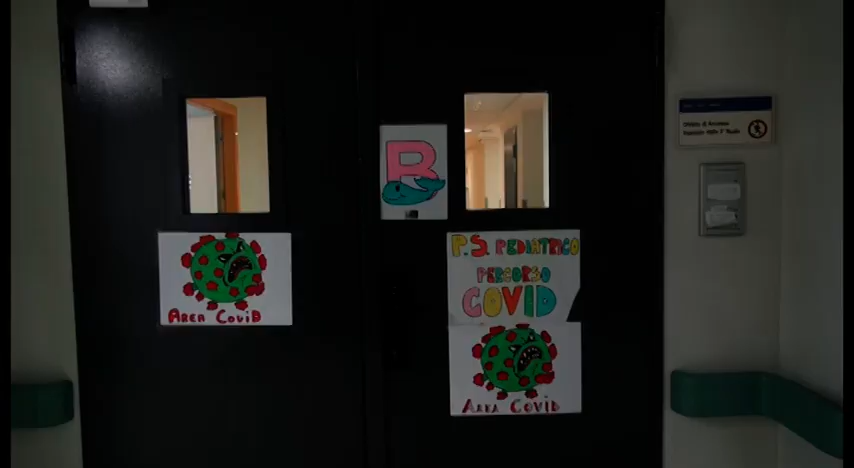 B
P.S. PEDIATRICO
PERCORSO
COVID
AREA COVID
AREA COVID